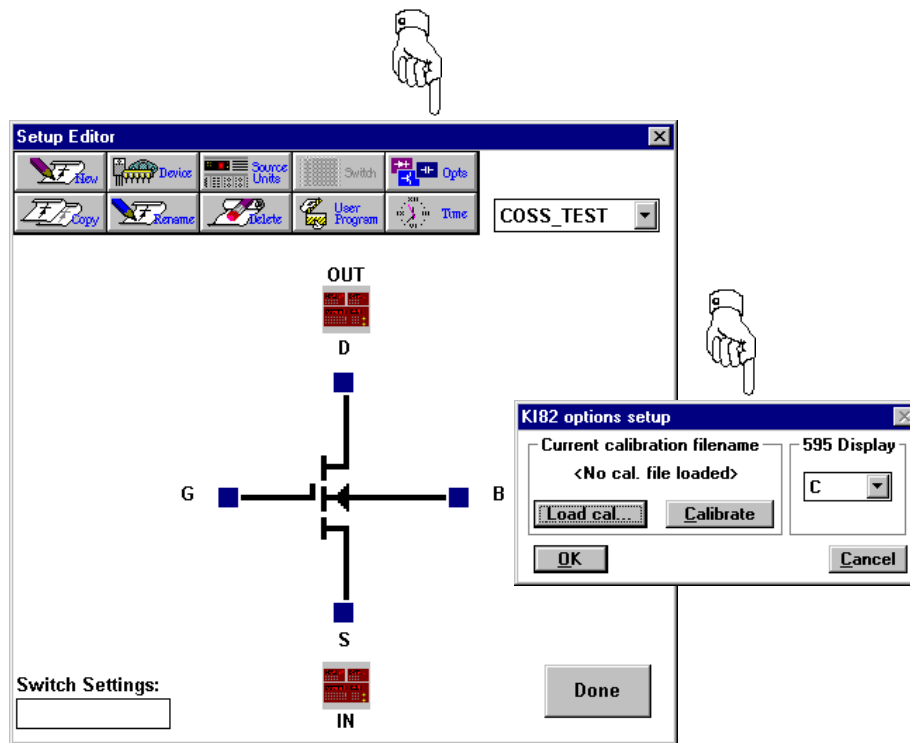 Setup Editor
New
Device
Source Units
Switch
Opts
Copy
Rename
Delete
User Program
Time
COSS_TEST
OUT
D
G
B
S
IN
Switch Settings:
Done
KI82 options setup
Current calibration filename
<No cal. file loaded>
Load cal...
Calibrate
595 Display
C
OK
Cancel